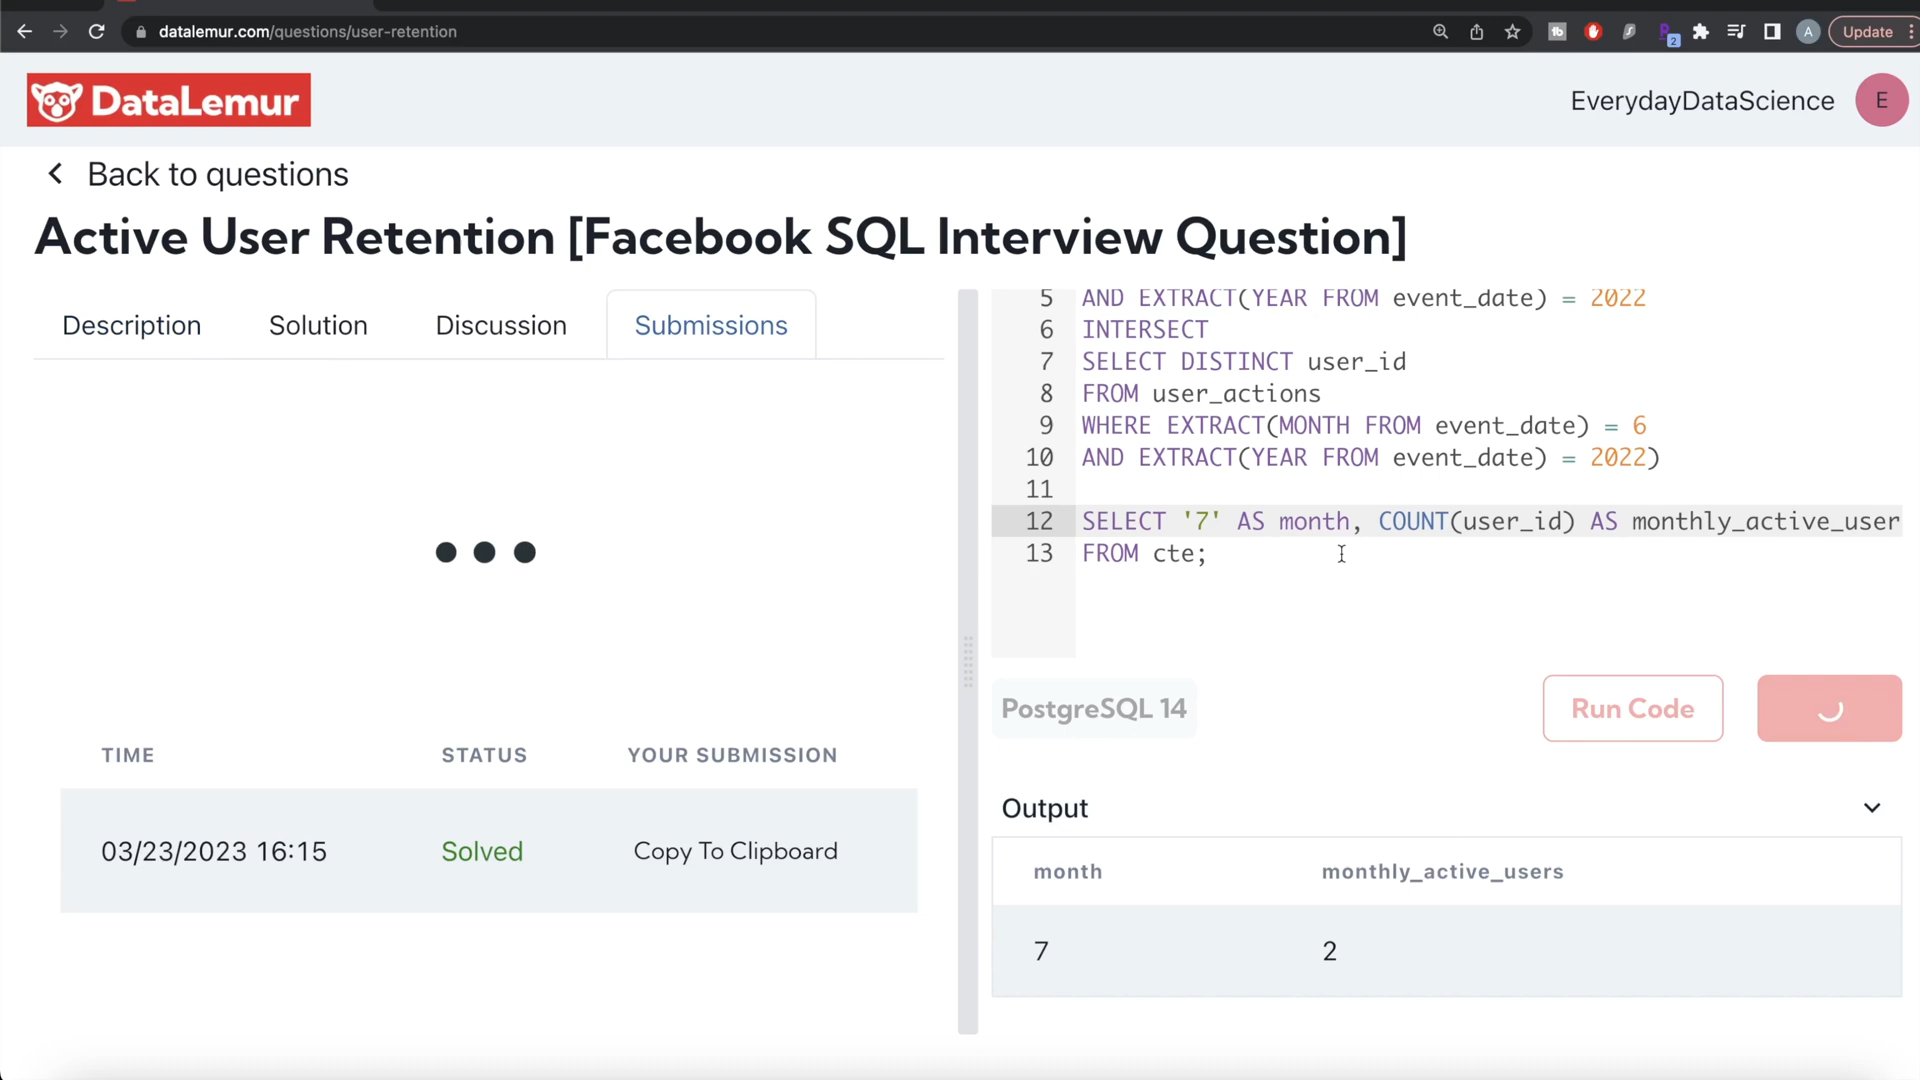 datalemur.com/questions/user-retention
2
A
Update
DataLemur
EverydayDataScience
E
Back to questions
Active User Retention [Facebook SQL Interview Question]
Description
Solution
Discussion
Submissions
5 AND EXTRACT(YEAR FROM event_date) = 2022
6 INTERSECT
7 SELECT DISTINCT user_id
8 FROM user_actions
9 WHERE EXTRACT(MONTH FROM event_date) = 6
10 AND EXTRACT(YEAR FROM event_date) = 2022)
11
12 SELECT '7' AS month, COUNT(user_id) AS monthly_active_user
13 FROM cte;
PostgreSQL 14
Run Code
TIME STATUS YOUR SUBMISSION
03/23/2023 16:15 Solved Copy To Clipboard
Output
month monthly_active_users
7 2